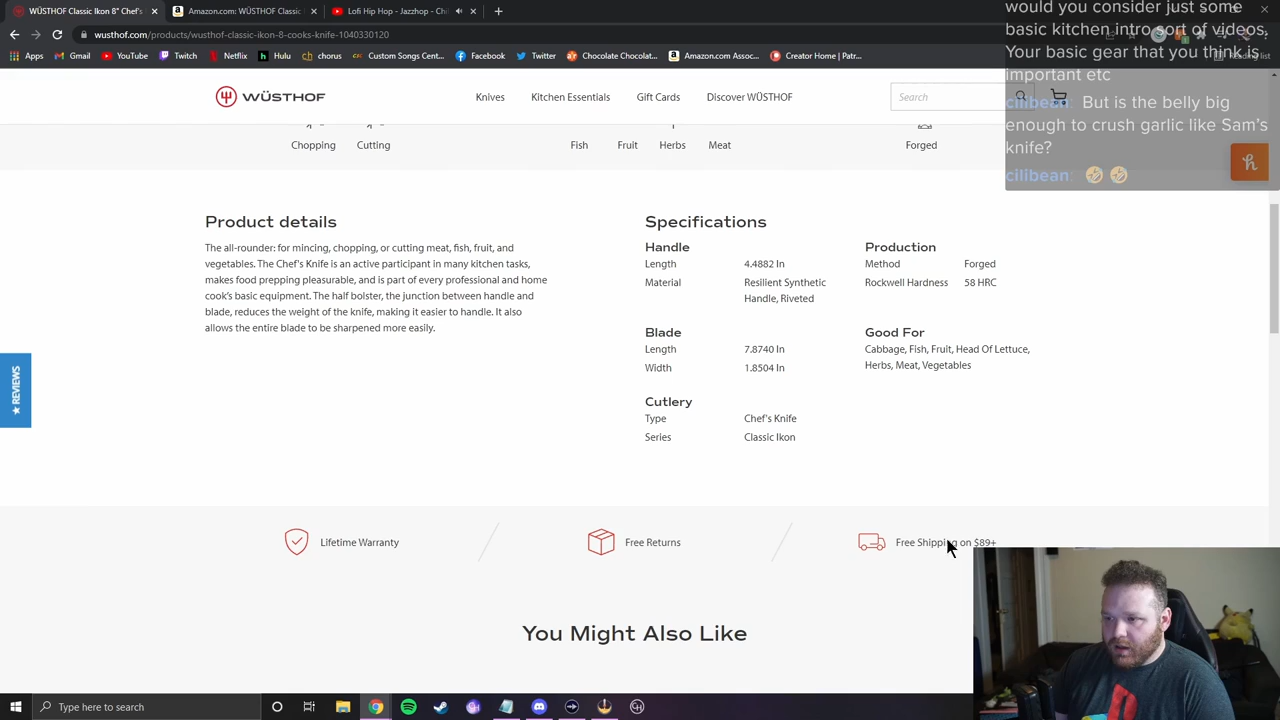 WÜSTHOF Classic Ikon 8" Chef's
Amazon.com: WÜSTHOF Classic
Lofi Hip Hop - Jazzhop - Chi
would you consider just some
wusthof.com/products/wusthof-classic-ikon-8-cooks-knife-1040330120
basic kitchen intro sort of videos.
Apps Gmail YouTube Twitch Netflix Hulu chorus Custom Songs Cent... Facebook Twitter Chocolate Chocolat... Amazon.com Assoc... Creator Home | Patr...
Reading list
Your basic gear that you think is
important etc
WÜSTHOF
Knives Kitchen Essentials Gift Cards Discover WÜSTHOF
Search
cilibean: But is the belly big
enough to crush garlic like Sam's
knife?
cilibean: 🤣 🤣
h
Chopping Cutting Fish Fruit Herbs Meat Forged
Product details
The all-rounder: for mincing, chopping, or cutting meat, fish, fruit, and
vegetables. The Chef's Knife is an active participant in many kitchen tasks,
makes food prepping pleasurable, and is part of every professional and home
cook's basic equipment. The half bolster, the junction between handle and
blade, reduces the weight of the knife, making it easier to handle. It also
allows the entire blade to be sharpened more easily.
Specifications
Handle
Length 4.4882 In
Material Resilient Synthetic
Handle, Riveted
Production
Method Forged
Rockwell Hardness 58 HRC
Blade
Length 7.8740 In
Width 1.8504 In
Good For
Cabbage, Fish, Fruit, Head Of Lettuce,
Herbs, Meat, Vegetables
Cutlery
Type Chef's Knife
Series Classic Ikon
★ REVIEWS
Lifetime Warranty
Free Returns
Free Shipping on $89+
You Might Also Like
Type here to search